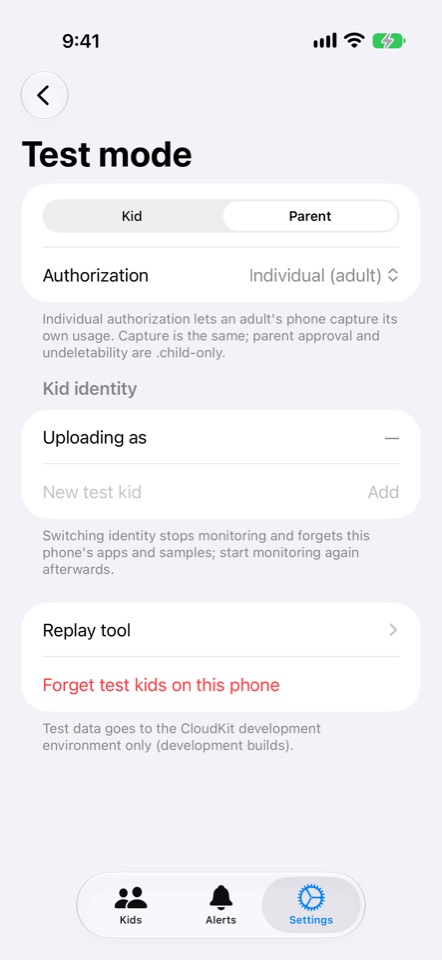 9:41
Test mode
Kid
Parent
Authorization
Individual (adult)
Individual authorization lets an adult's phone capture its
own usage. Capture is the same; parent approval and
undeletability are .child-only.
Kid identity
Uploading as
—
New test kid
Add
Switching identity stops monitoring and forgets this
phone's apps and samples; start monitoring again
afterwards.
Replay tool
Forget test kids on this phone
Test data goes to the CloudKit development
environment only (development builds).
Kids
Alerts
Settings